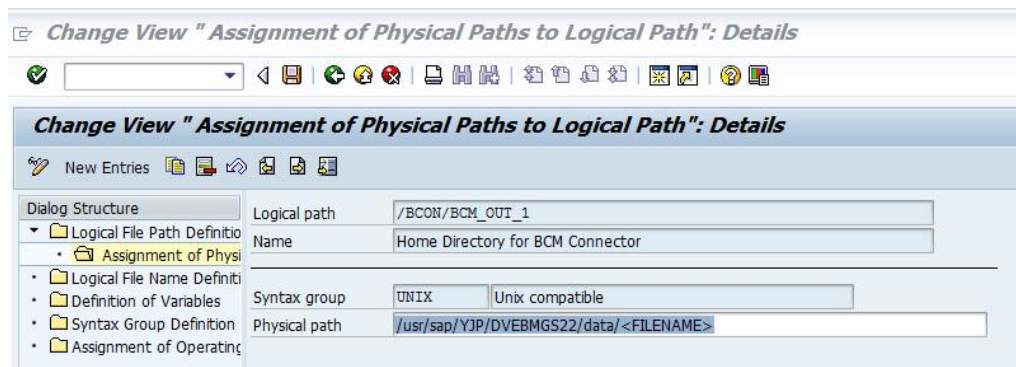 Change View " Assignment of Physical Paths to Logical Path": Details
Change View " Assignment of Physical Paths to Logical Path": Details
New Entries
Dialog Structure
Logical File Path Definitio
Assignment of Physi
Logical File Name Definiti
Definition of Variables
Syntax Group Definition
Assignment of Operating
Logical path /BCON/BCM_OUT_1
Name Home Directory for BCM Connector
Syntax group UNIX Unix compatible
Physical path /usr/sap/YJP/DVEBMGS22/data/<FILENAME>